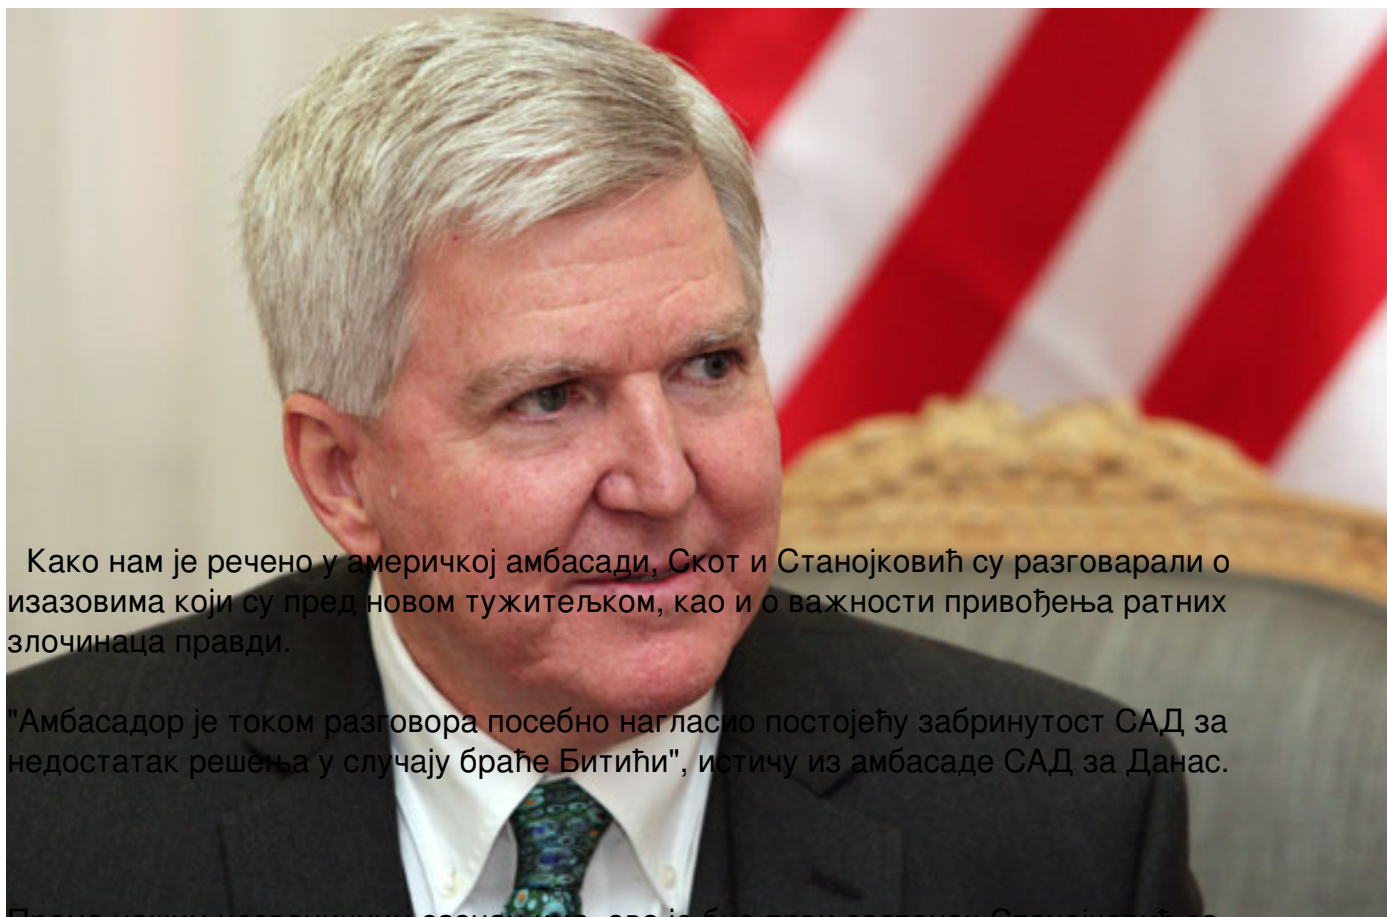 Како нам је речено у америчкој амбасади, Скот и Станојковић су разговарали о
изазовима који су пред новом тужитељком, као и о важности привођења ратних
злочинаца правди.
"Амбасадор је током разговора посебно нагласио постојећу забринутост САД за
недостатак решења у случају браће Битићи", истичу из амбасаде САД за Данас.